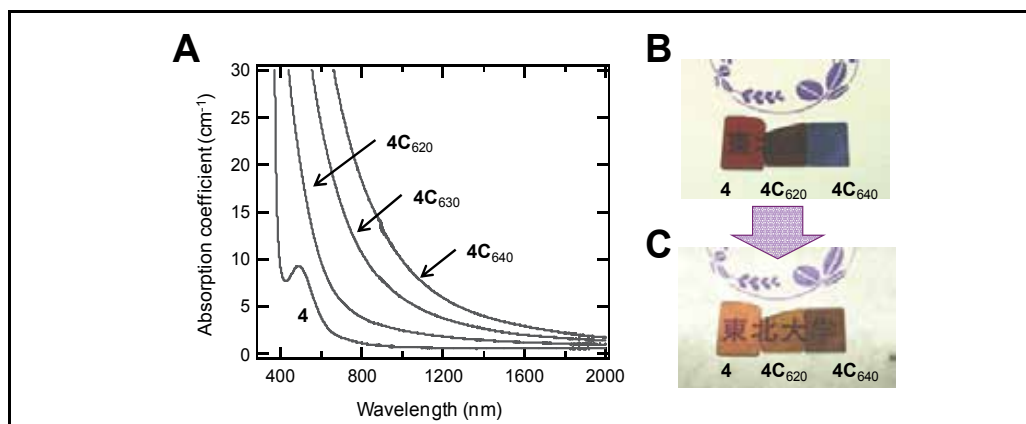 A
Absorption coefficient (cm⁻¹)
30
25
20
15
10
5
0
4C₆₂₀
4C₆₃₀
4C₆₄₀
4
400
800
1200
1600
2000
Wavelength (nm)
B
4
4C₆₂₀
4C₆₄₀
C
東北大学
4
4C₆₂₀
4C₆₄₀